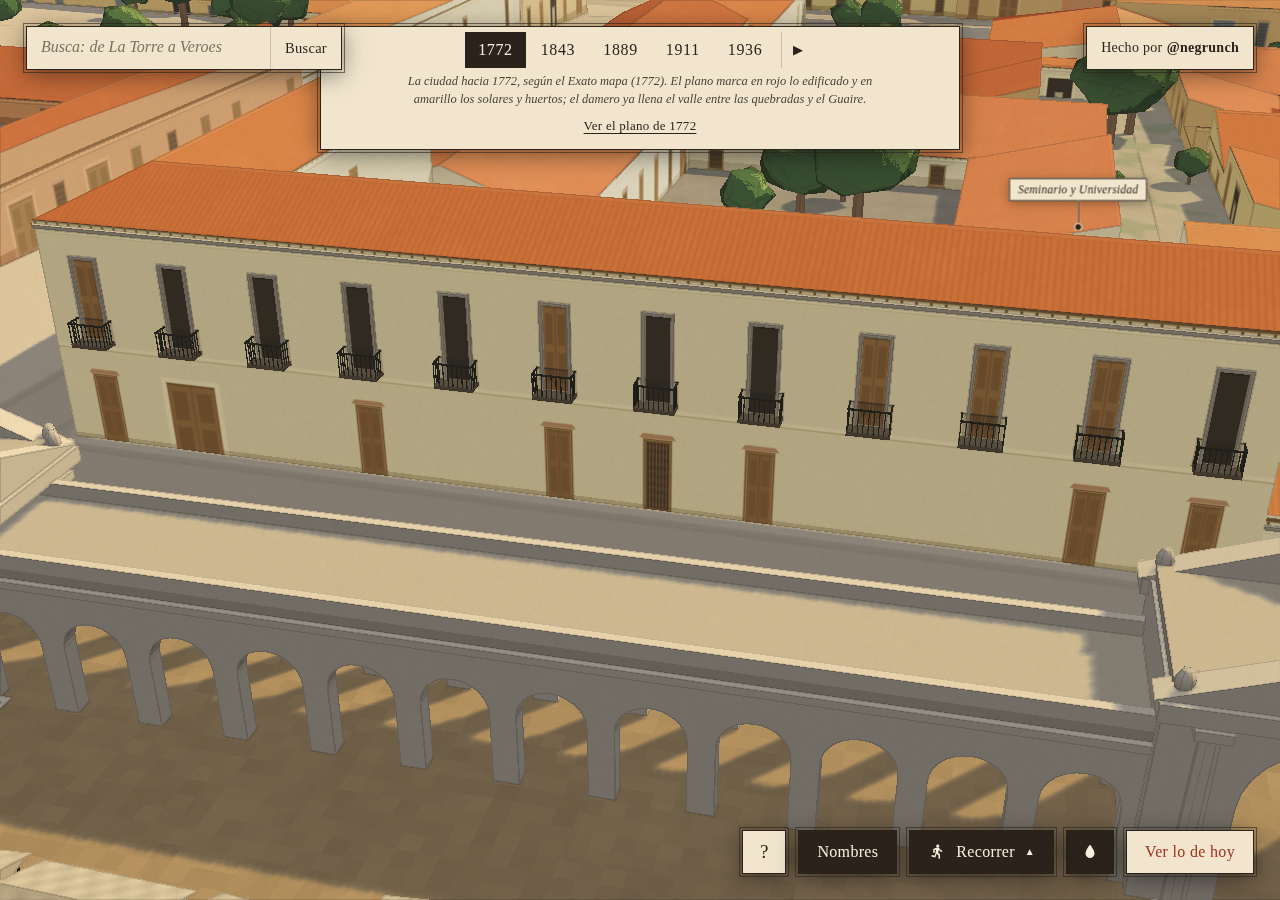 Busca: de La Torre a Veroes
Buscar
1772 1843 1889 1911 1936
La ciudad hacia 1772, según el Exato mapa (1772). El plano marca en rojo lo edificado y en
amarillo los solares y huertos; el damero ya llena el valle entre las quebradas y el Guaire.
Ver el plano de 1772
Hecho por @negrunch
Seminario y Universidad
?
Nombres
Recorrer
Ver lo de hoy